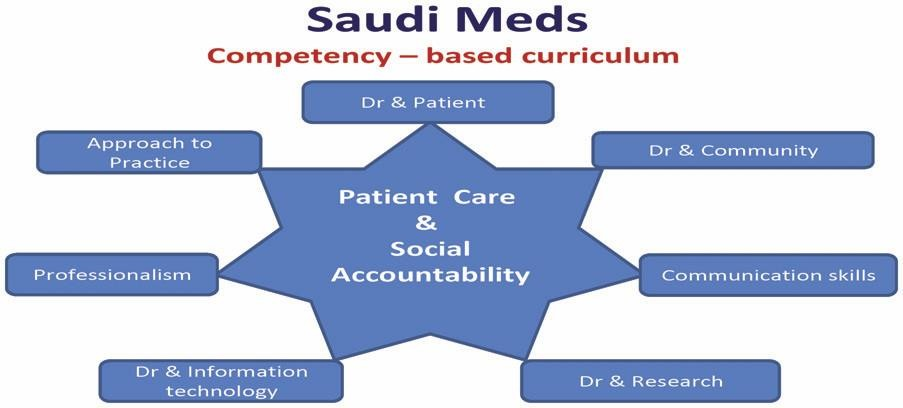 Saudi Meds
Competency – based curriculum
Dr & Patient
Approach to
Practice
Dr & Community
Patient Care
&
Social
Accountability
Professionalism
Communication skills
Dr & Information
technology
Dr & Research